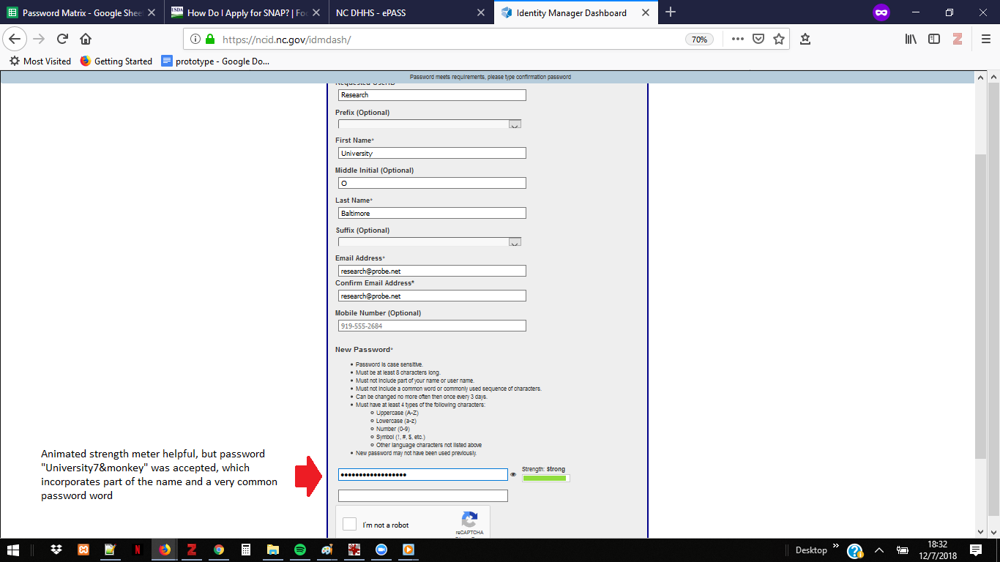 Password Matrix - Google Shee
How Do I Apply for SNAP? | Foo
NC DHHS - ePASS
Identity Manager Dashboard
https://ncid.nc.gov/idmdash/
70%
Most Visited
Getting Started
prototype - Google Do...
Password meets requirements, please type confirmation password
Requested UserID
Research
Prefix (Optional)
First Name*
University
Middle Initial (Optional)
O
Last Name*
Baltimore
Suffix (Optional)
Email Address*
research@probe.net
Confirm Email Address*
research@probe.net
Mobile Number (Optional)
919-555-2684
New Password*
Password is case sensitive.
Must be at least 8 characters long.
Must not include part of your name or user name.
Must not include a common word or commonly used sequence of characters.
Can be changed no more often then once every 3 days.
Must have at least 4 types of the following characters:
Uppercase (A-Z)
Lowercase (a-z)
Number (0-9)
Symbol (!, #, $, etc.)
Other language characters not listed above
New password may not have been used previously.
Animated strength meter helpful, but password
"University7&monkey" was accepted, which
incorporates part of the name and a very common
password word
Strength: Strong
I'm not a robot
reCAPTCHA
Desktop
18:32
12/7/2018